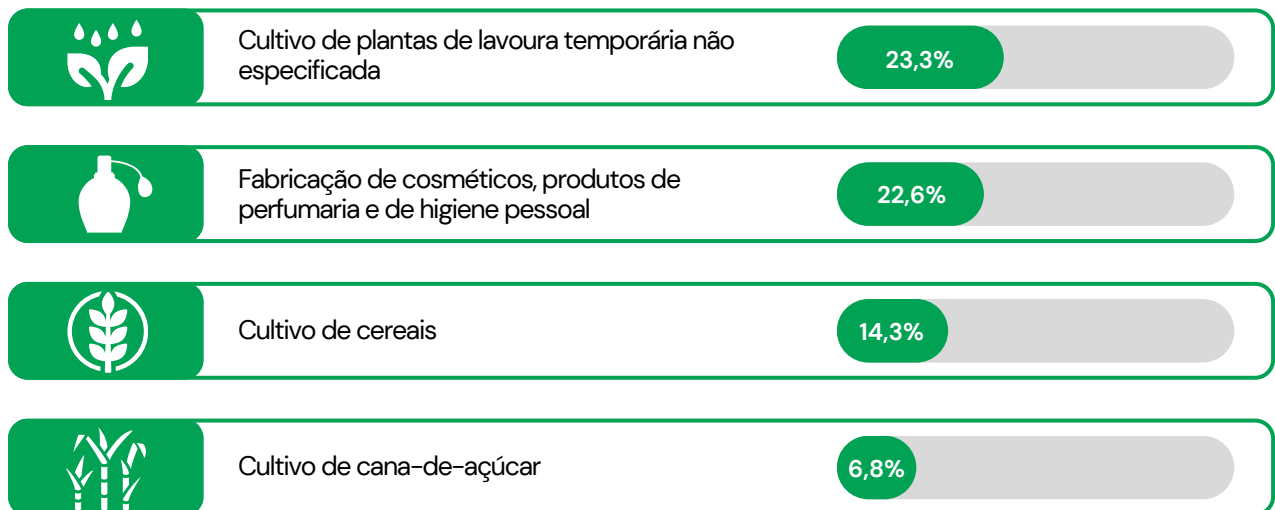 Cultivo de plantas de lavoura temporária não
especificada
23,3%
Fabricação de cosméticos, produtos de
perfumaria e de higiene pessoal
22,6%
Cultivo de cereais
14,3%
Cultivo de cana-de-açúcar
6,8%